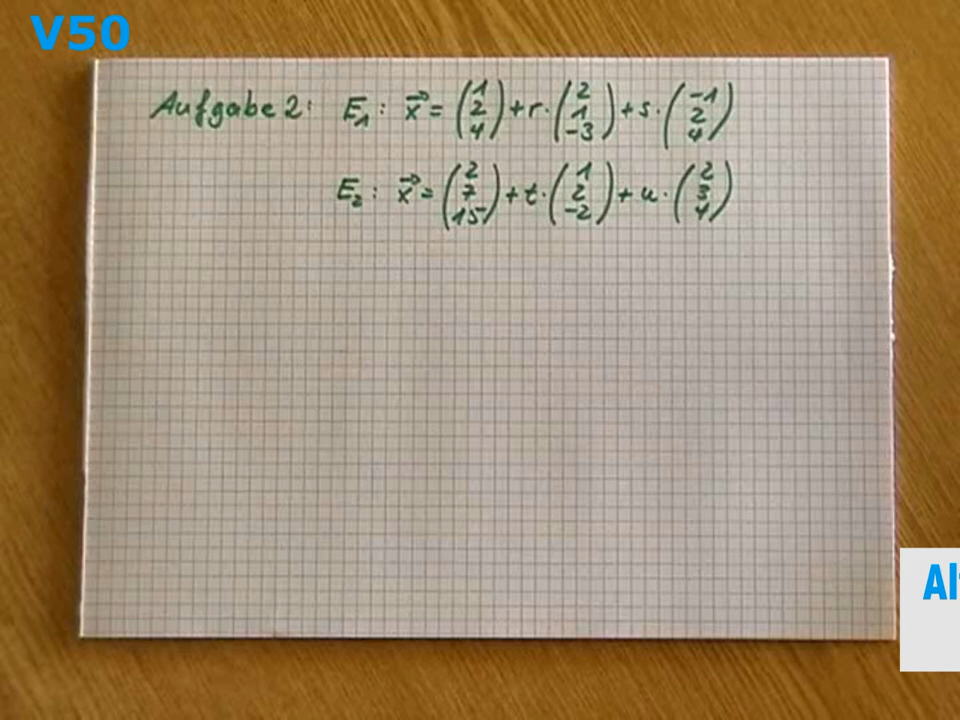 V50
Aufgabe 2: E₁: x⃗ = (1 2 4) + r · (2 1 -3) + s · (-1 2 4)
E₂: x⃗ = (2 7 15) + t · (1 2 -2) + u · (2 3 4)